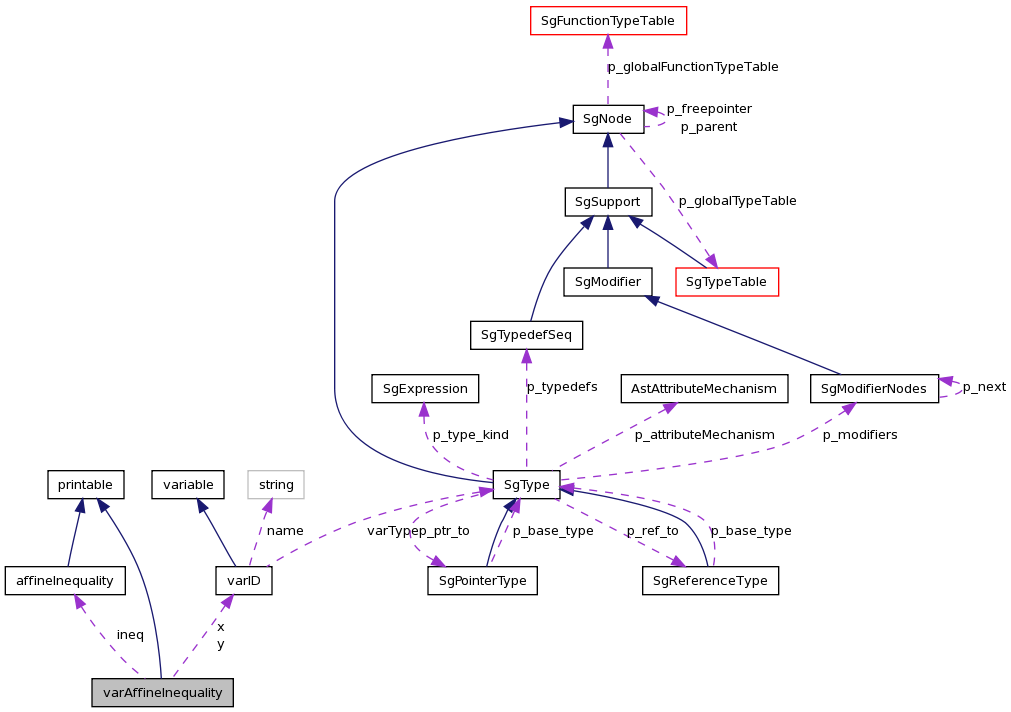 SgFunctionTypeTable
p_globalFunctionTypeTable
SgNode
p_freepointer
p_parent
SgSupport
p_globalTypeTable
SgModifier
SgTypeTable
SgTypedefSeq
SgExpression
p_typedefs
AstAttributeMechanism
SgModifierNodes
p_next
p_type_kind
p_attributeMechanism
p_modifiers
printable
variable
string
SgType
name
varType
p_ptr_to
p_base_type
p_ref_to
p_base_type
affineInequality
varID
SgPointerType
SgReferenceType
ineq
x
y
varAffineInequality